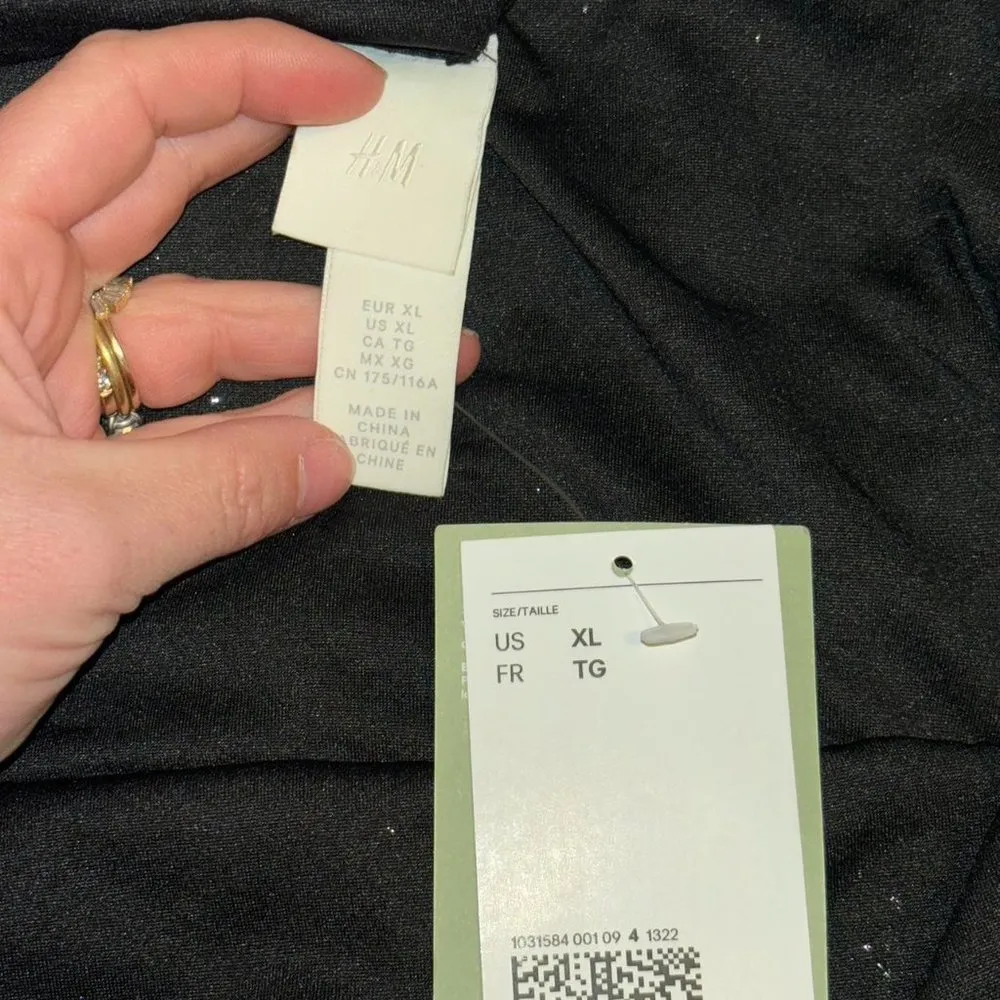 H&M
EUR XL
US XL
CA TG
MX XG
CN 175/116A
MADE IN
CHINA
ABRIQUÉ EN
CHINE
SIZE/TAILLE
US XL
FR TG
1031584 001 09 4 1322